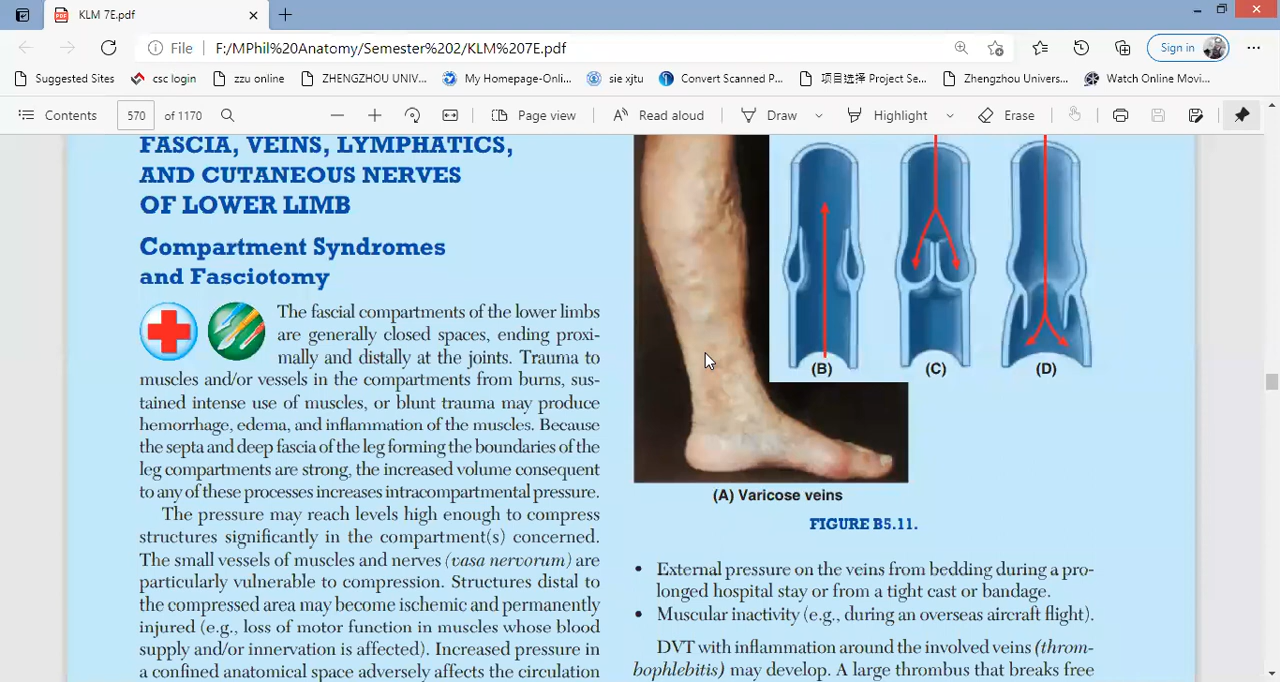 KLM 7E.pdf
File
F:/MPhil%20Anatomy/Semester%202/KLM%207E.pdf
Sign in
Suggested Sites
csc login
zzu online
ZHENGZHOU UNIV...
My Homepage-Onli...
sie xjtu
Convert Scanned P...
项目选择 Project Se...
Zhengzhou Univers...
Watch Online Movi...
Contents
570 of 1170
Page view
Read aloud
Draw
Highlight
Erase
FASCIA, VEINS, LYMPHATICS,
AND CUTANEOUS NERVES
OF LOWER LIMB
Compartment Syndromes
and Fasciotomy
The fascial compartments of the lower limbs
are generally closed spaces, ending proxi-
mally and distally at the joints. Trauma to
muscles and/or vessels in the compartments from burns, sus-
tained intense use of muscles, or blunt trauma may produce
hemorrhage, edema, and inflammation of the muscles. Because
the septa and deep fascia of the leg forming the boundaries of the
leg compartments are strong, the increased volume consequent
to any of these processes increases intracompartmental pressure.
The pressure may reach levels high enough to compress
structures significantly in the compartment(s) concerned.
The small vessels of muscles and nerves (vasa nervorum) are
particularly vulnerable to compression. Structures distal to
the compressed area may become ischemic and permanently
injured (e.g., loss of motor function in muscles whose blood
supply and/or innervation is affected). Increased pressure in
a confined anatomical space adversely affects the circulation
(B)
(C)
(D)
(A) Varicose veins
FIGURE B5.11.
• External pressure on the veins from bedding during a pro-
longed hospital stay or from a tight cast or bandage.
• Muscular inactivity (e.g., during an overseas aircraft flight).
DVT with inflammation around the involved veins (throm-
bophlebitis) may develop. A large thrombus that breaks free